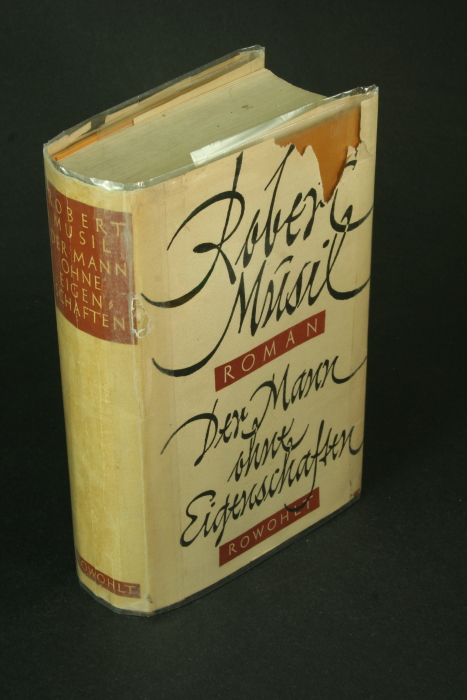 ROBERT
MUSIL
DER MANN
OHNE
EIGEN
SCHAFTEN
ROWOHLT
Robert
Musil
ROMAN
Der Mann
ohne
Eigenschaften
ROWOHLT